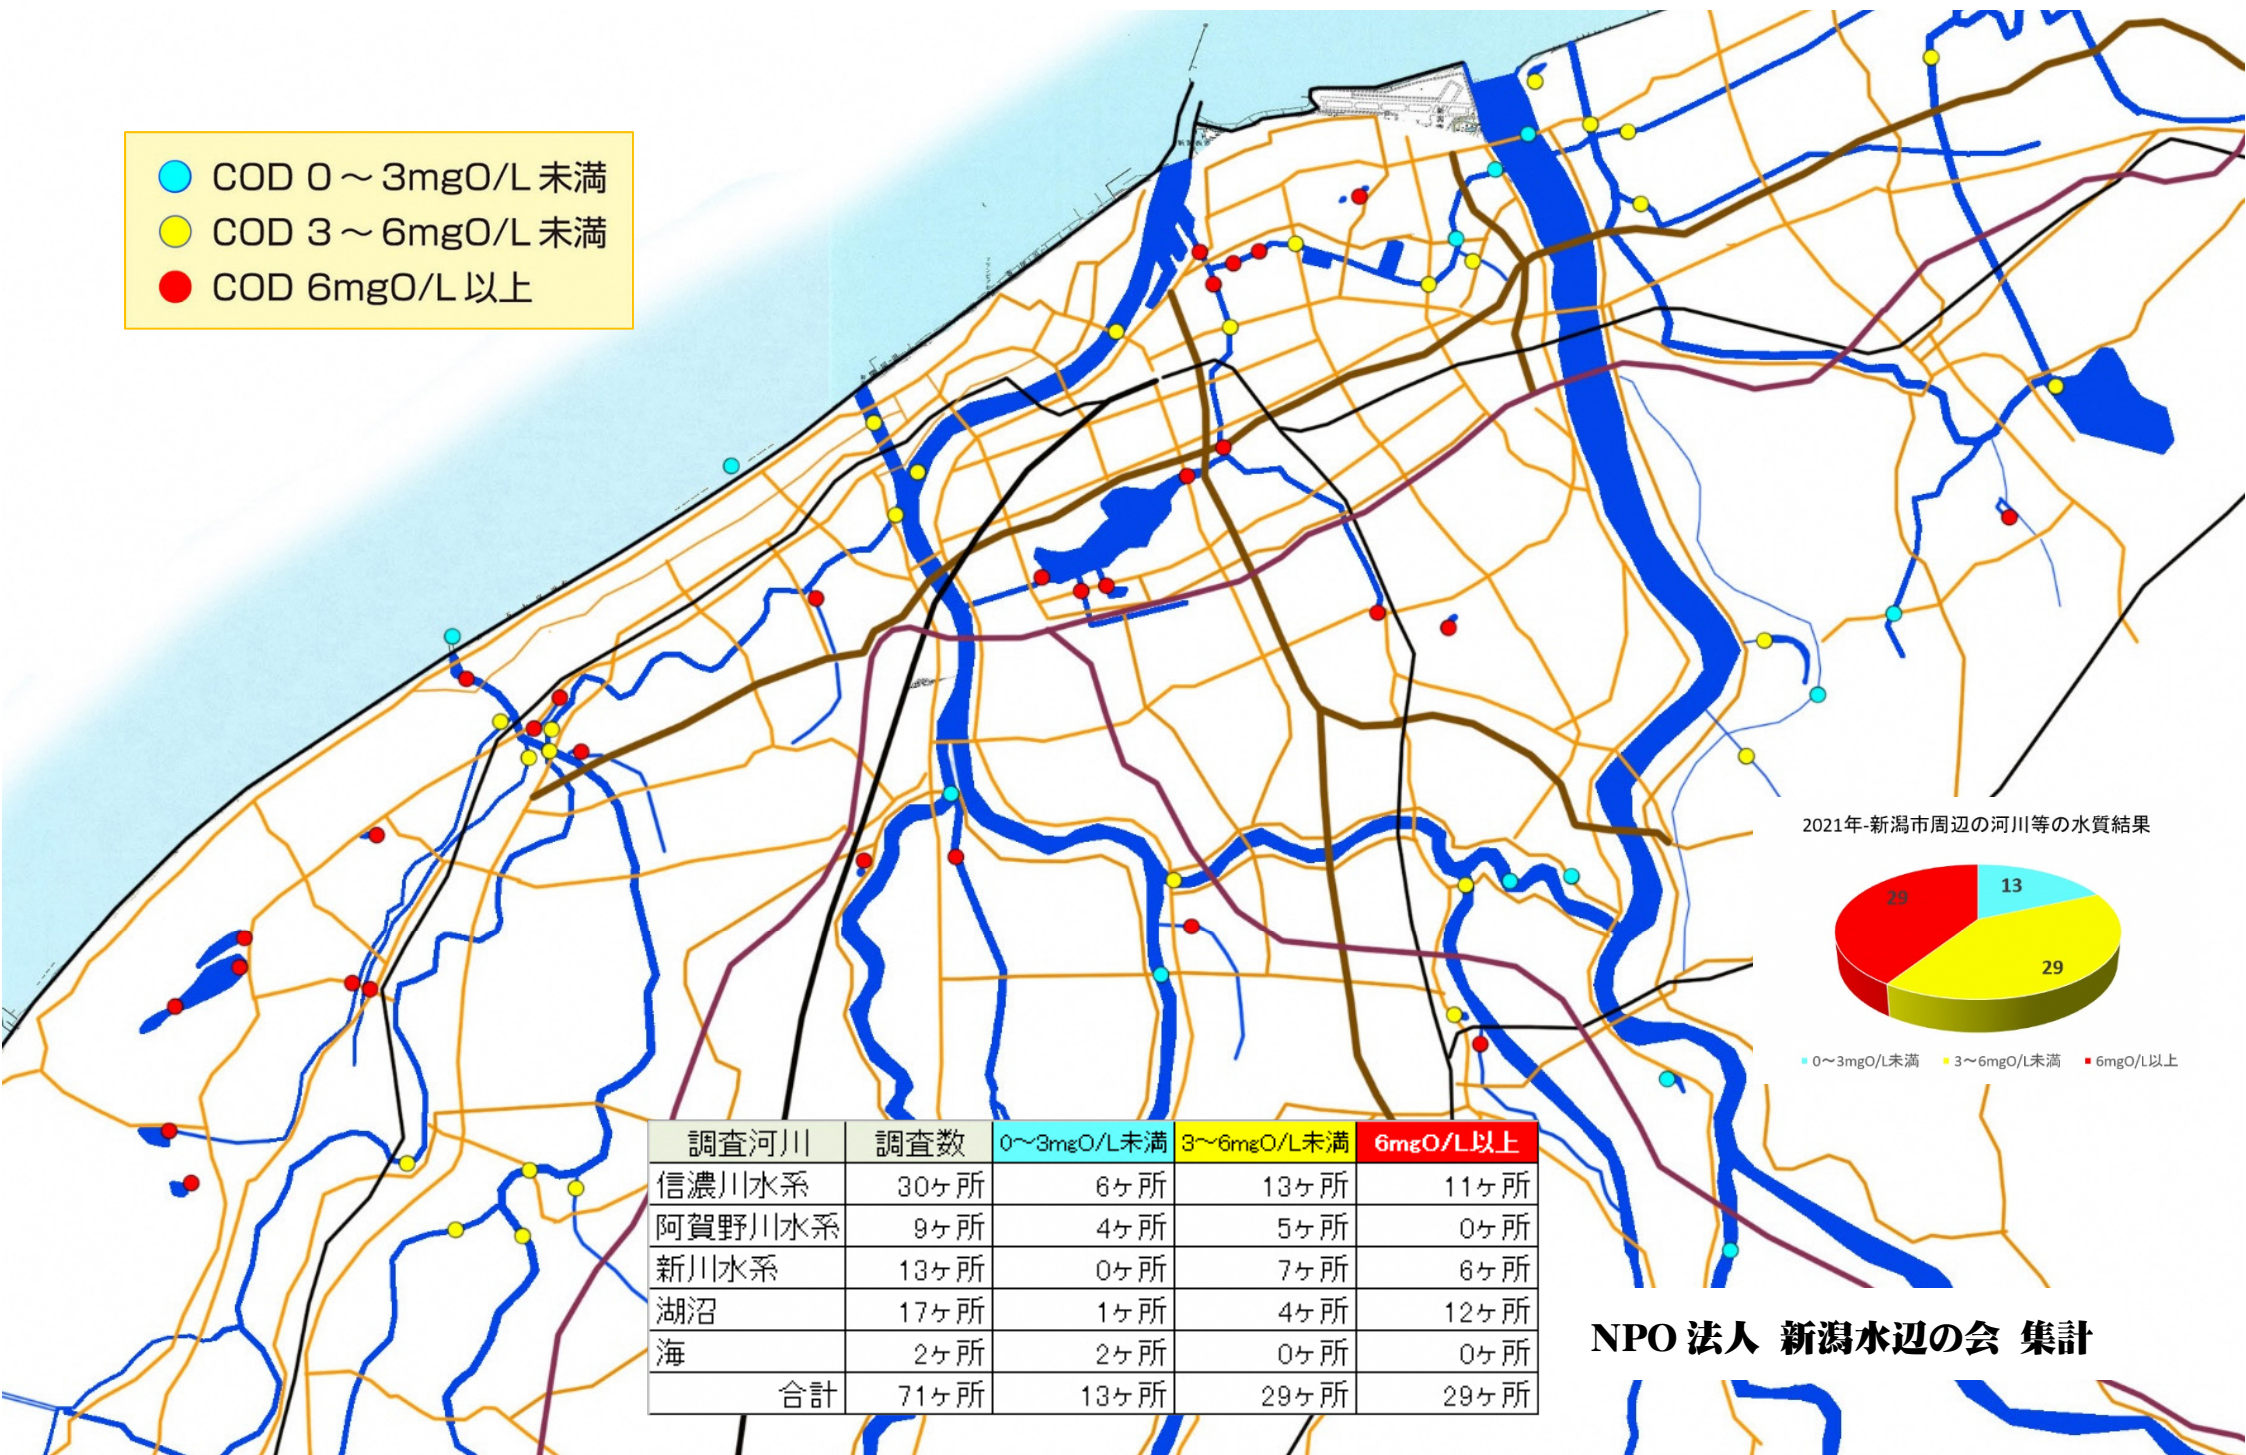 COD 0～3mgO/L未満
COD 3～6mgO/L未満
COD 6mgO/L以上
2021年-新潟市周辺の河川等の水質結果
29
13
29
0～3mgO/L未満 3～6mgO/L未満 6mgO/L以上
調査河川 調査数 0～3mgO/L未満 3～6mgO/L未満 6mgO/L以上
信濃川水系 30ヶ所 6ヶ所 13ヶ所 11ヶ所
阿賀野川水系 9ヶ所 4ヶ所 5ヶ所 0ヶ所
新川水系 13ヶ所 0ヶ所 7ヶ所 6ヶ所
湖沼 17ヶ所 1ヶ所 4ヶ所 12ヶ所
海 2ヶ所 2ヶ所 0ヶ所 0ヶ所
合計 71ヶ所 13ヶ所 29ヶ所 29ヶ所
NPO 法人 新潟水辺の会 集計